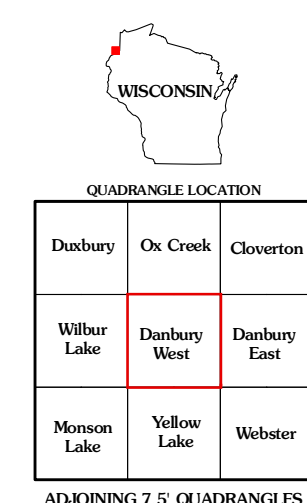 WISCONSIN
QUADRANGLE LOCATION
Duxbury
Ox Creek
Cloverton
Wilbur
Lake
Danbury
West
Danbury
East
Monson
Lake
Yellow
Lake
Webster
ADJOINING 7.5' QUADRANGLES